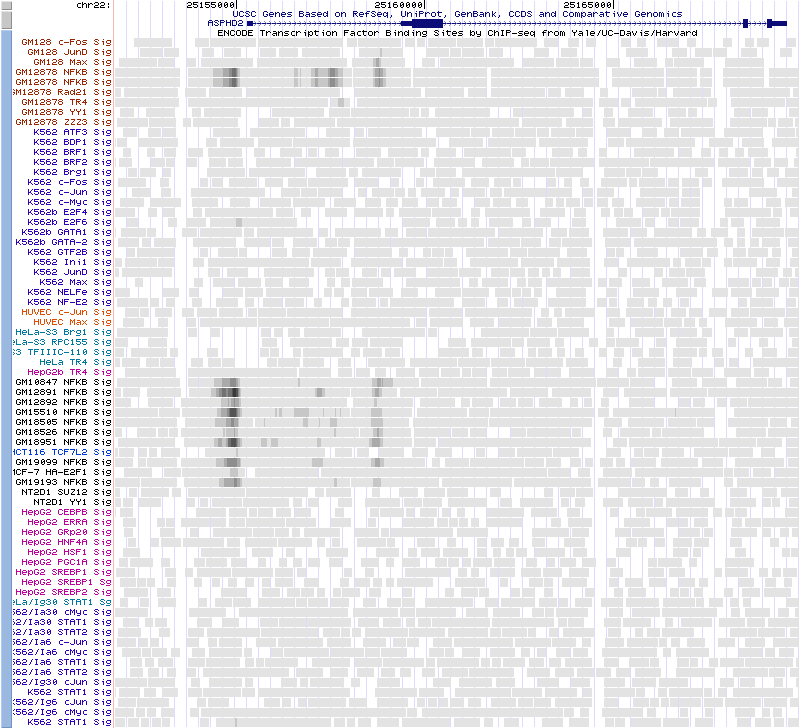 chr22: 25155000 25160000 25165000
UCSC Genes Based on RefSeq, UniProt, GenBank, CCDS and Comparative Genomics
ASPHD2
ENCODE Transcription Factor Binding Sites by ChIP-seq from Yale/UC-Davis/Harvard
GM128 c-Fos Sig
GM128 JunD Sig
GM128 Max Sig
GM12878 NFKB Sig
GM12878 NFKB Sig
GM12878 Rad21 Sig
GM12878 TR4 Sig
GM12878 YY1 Sig
GM12878 ZZZ3 Sig
K562 ATF3 Sig
K562 BDP1 Sig
K562 BRF1 Sig
K562 BRF2 Sig
K562 Brg1 Sig
K562 c-Fos Sig
K562 c-Jun Sig
K562 c-Myc Sig
K562b E2F4 Sig
K562b E2F6 Sig
K562b GATA1 Sig
K562b GATA-2 Sig
K562 GTF2B Sig
K562 Ini1 Sig
K562 JunD Sig
K562 Max Sig
K562 NELFe Sig
K562 NF-E2 Sig
HUVEC c-Jun Sig
HUVEC Max Sig
HeLa-S3 Brg1 Sig
eLa-S3 RPC155 Sig
S3 TFIIIC-110 Sig
HeLa TR4 Sig
HepG2b TR4 Sig
GM10847 NFKB Sig
GM12891 NFKB Sig
GM12892 NFKB Sig
GM15510 NFKB Sig
GM18505 NFKB Sig
GM18526 NFKB Sig
GM18951 NFKB Sig
HCT116 TCF7L2 Sig
GM19099 NFKB Sig
MCF-7 HA-E2F1 Sig
GM19193 NFKB Sig
NT2D1 SUZ12 Sig
NT2D1 YY1 Sig
HepG2 CEBPB Sig
HepG2 ERRA Sig
HepG2 GRp20 Sig
HepG2 HNF4A Sig
HepG2 HSF1 Sig
HepG2 PGC1A Sig
HepG2 SREBP1 Sig
HepG2 SREBP1 Sg
HepG2 SREBP2 Sig
eLa/Ig30 STAT1 Sg
562/Ia30 cMyc Sig
62/Ia30 STAT1 Sig
62/Ia30 STAT2 Sig
562/Ia6 c-Jun Sig
K562/Ia6 cMyc Sig
562/Ia6 STAT1 Sig
562/Ia6 STAT2 Sig
562/Ig30 cJun Sig
K562 STAT1 Sig
K562/Ig6 cJun Sig
K562/Ig6 cMyc Sig
K562 STAT1 Sig